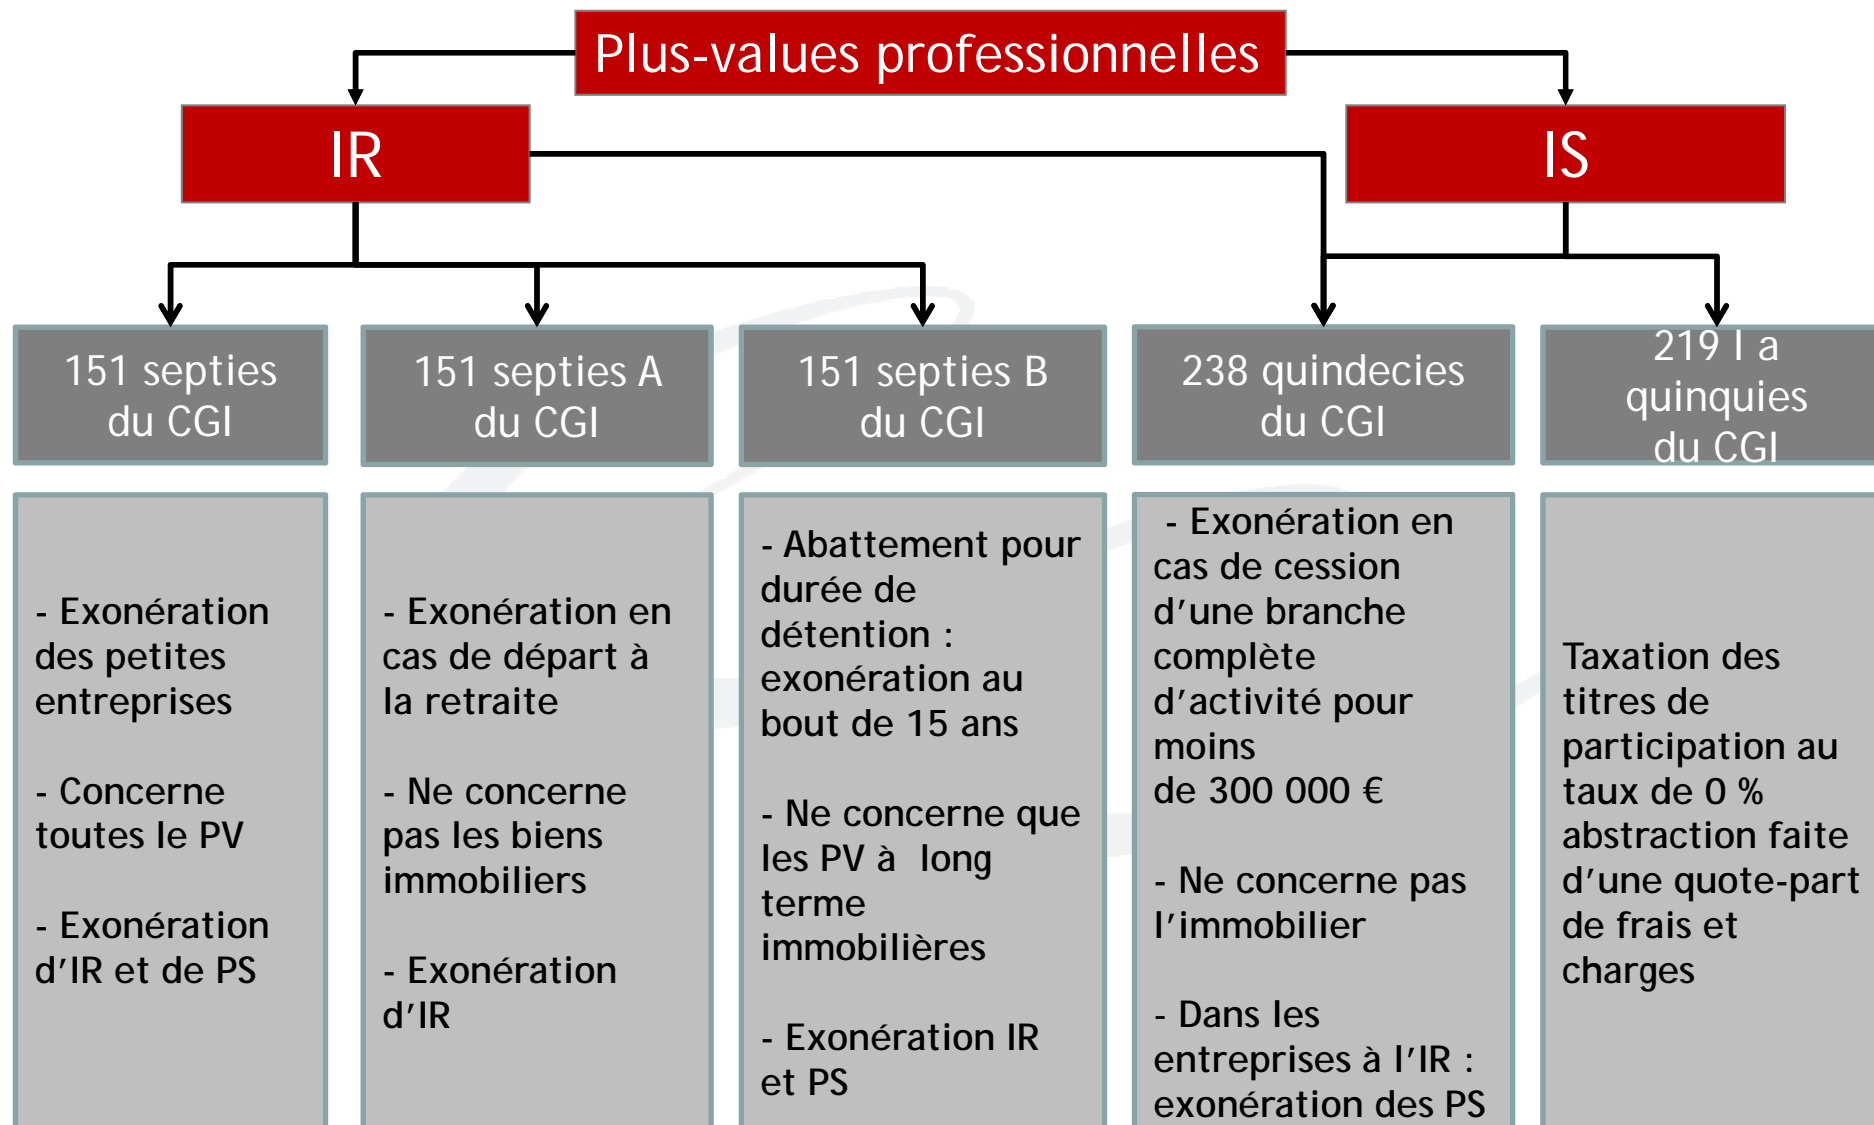 Plus-values professionnelles
IR
IS
151 septies
du CGI
151 septies A
du CGI
151 septies B
du CGI
238 quindecies
du CGI
219 I a
quinquies
du CGI
- Exonération
des petites
entreprises
- Concerne
toutes le PV
- Exonération
d’IR et de PS
- Exonération en
cas de départ à
la retraite
- Ne concerne
pas les biens
immobiliers
- Exonération
d’IR
- Abattement pour
durée de
détention :
exonération au
bout de 15 ans
- Ne concerne que
les PV à long
terme
immobilières
- Exonération IR
et PS
- Exonération en
cas de cession
d’une branche
complète
d’activité pour
moins
de 300 000 €
- Ne concerne pas
l’immobilier
- Dans les
entreprises à l’IR :
exonération des PS
Taxation des
titres de
participation au
taux de 0 %
abstraction faite
d’une quote-part
de frais et
charges